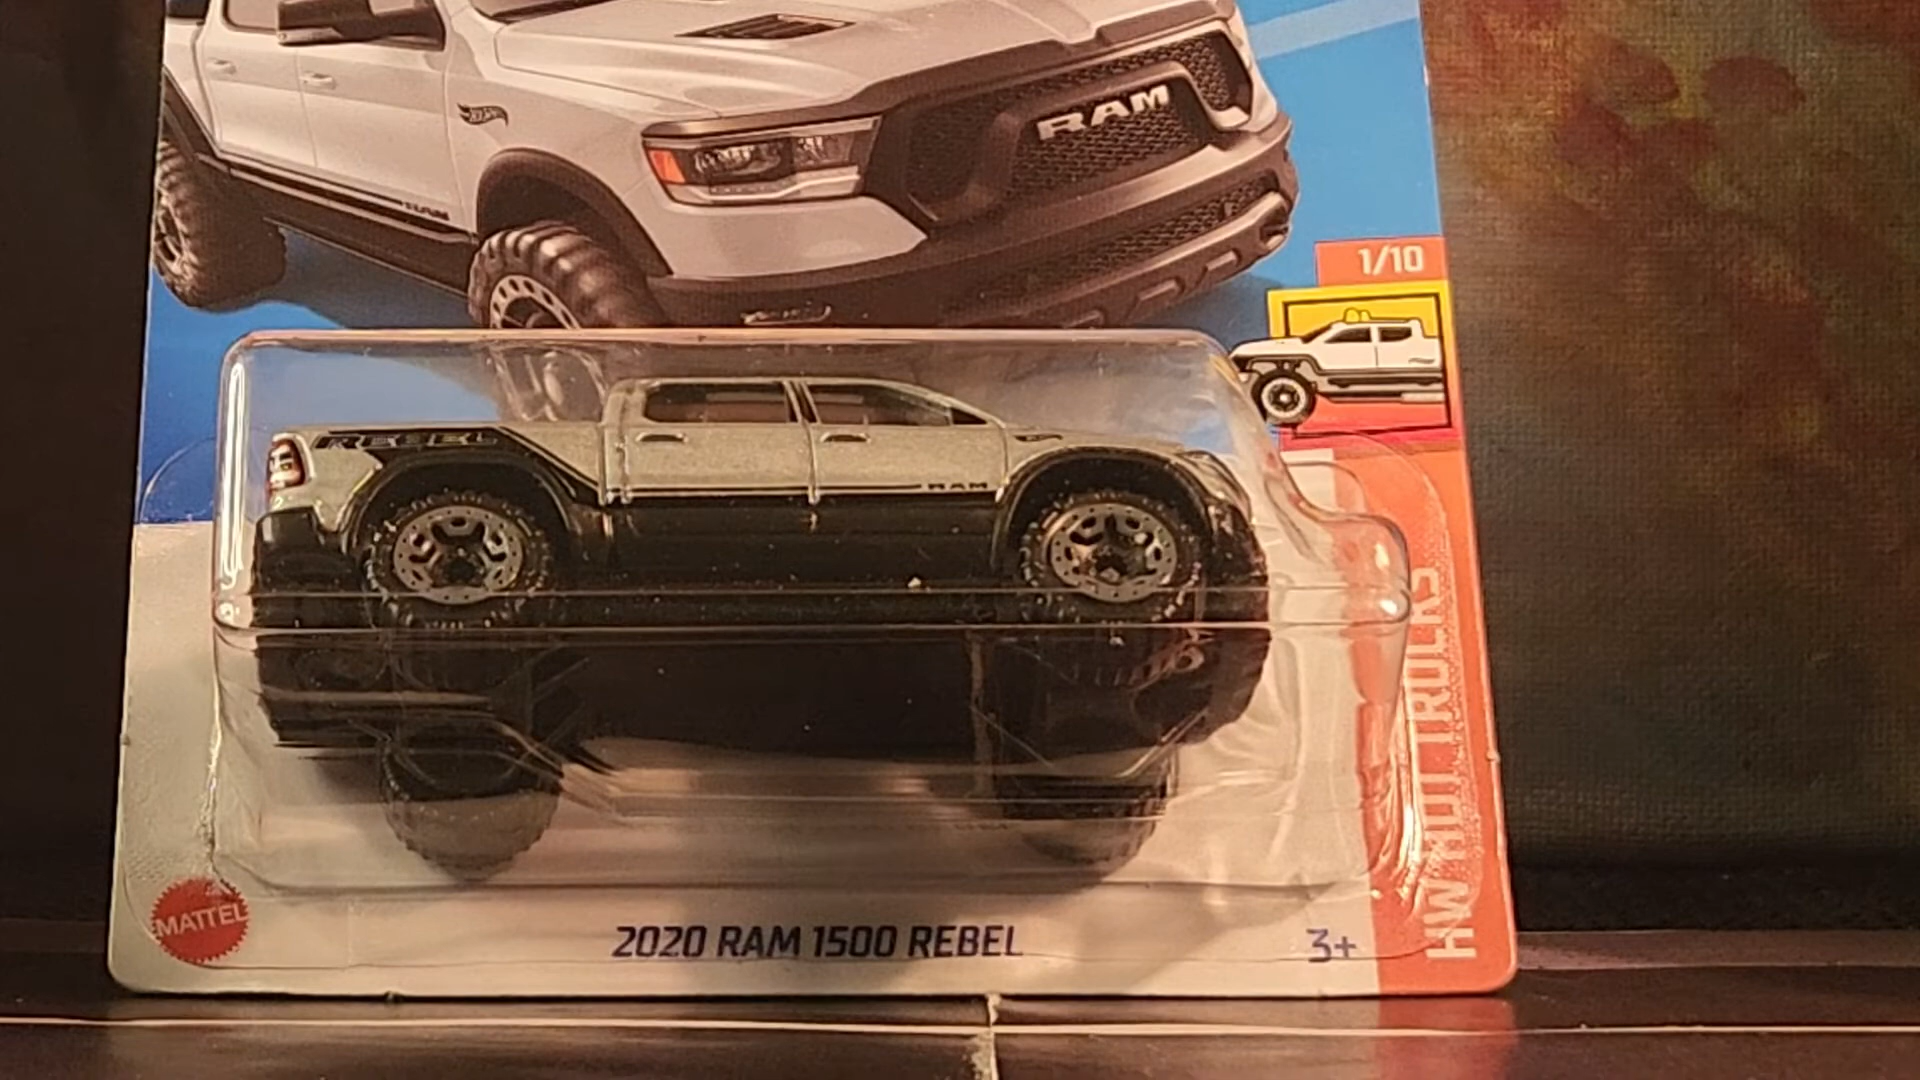 RAM
1/10
REBEL
RAM
HW HOT TRUCKS
MATTEL
2020 RAM 1500 REBEL
3+